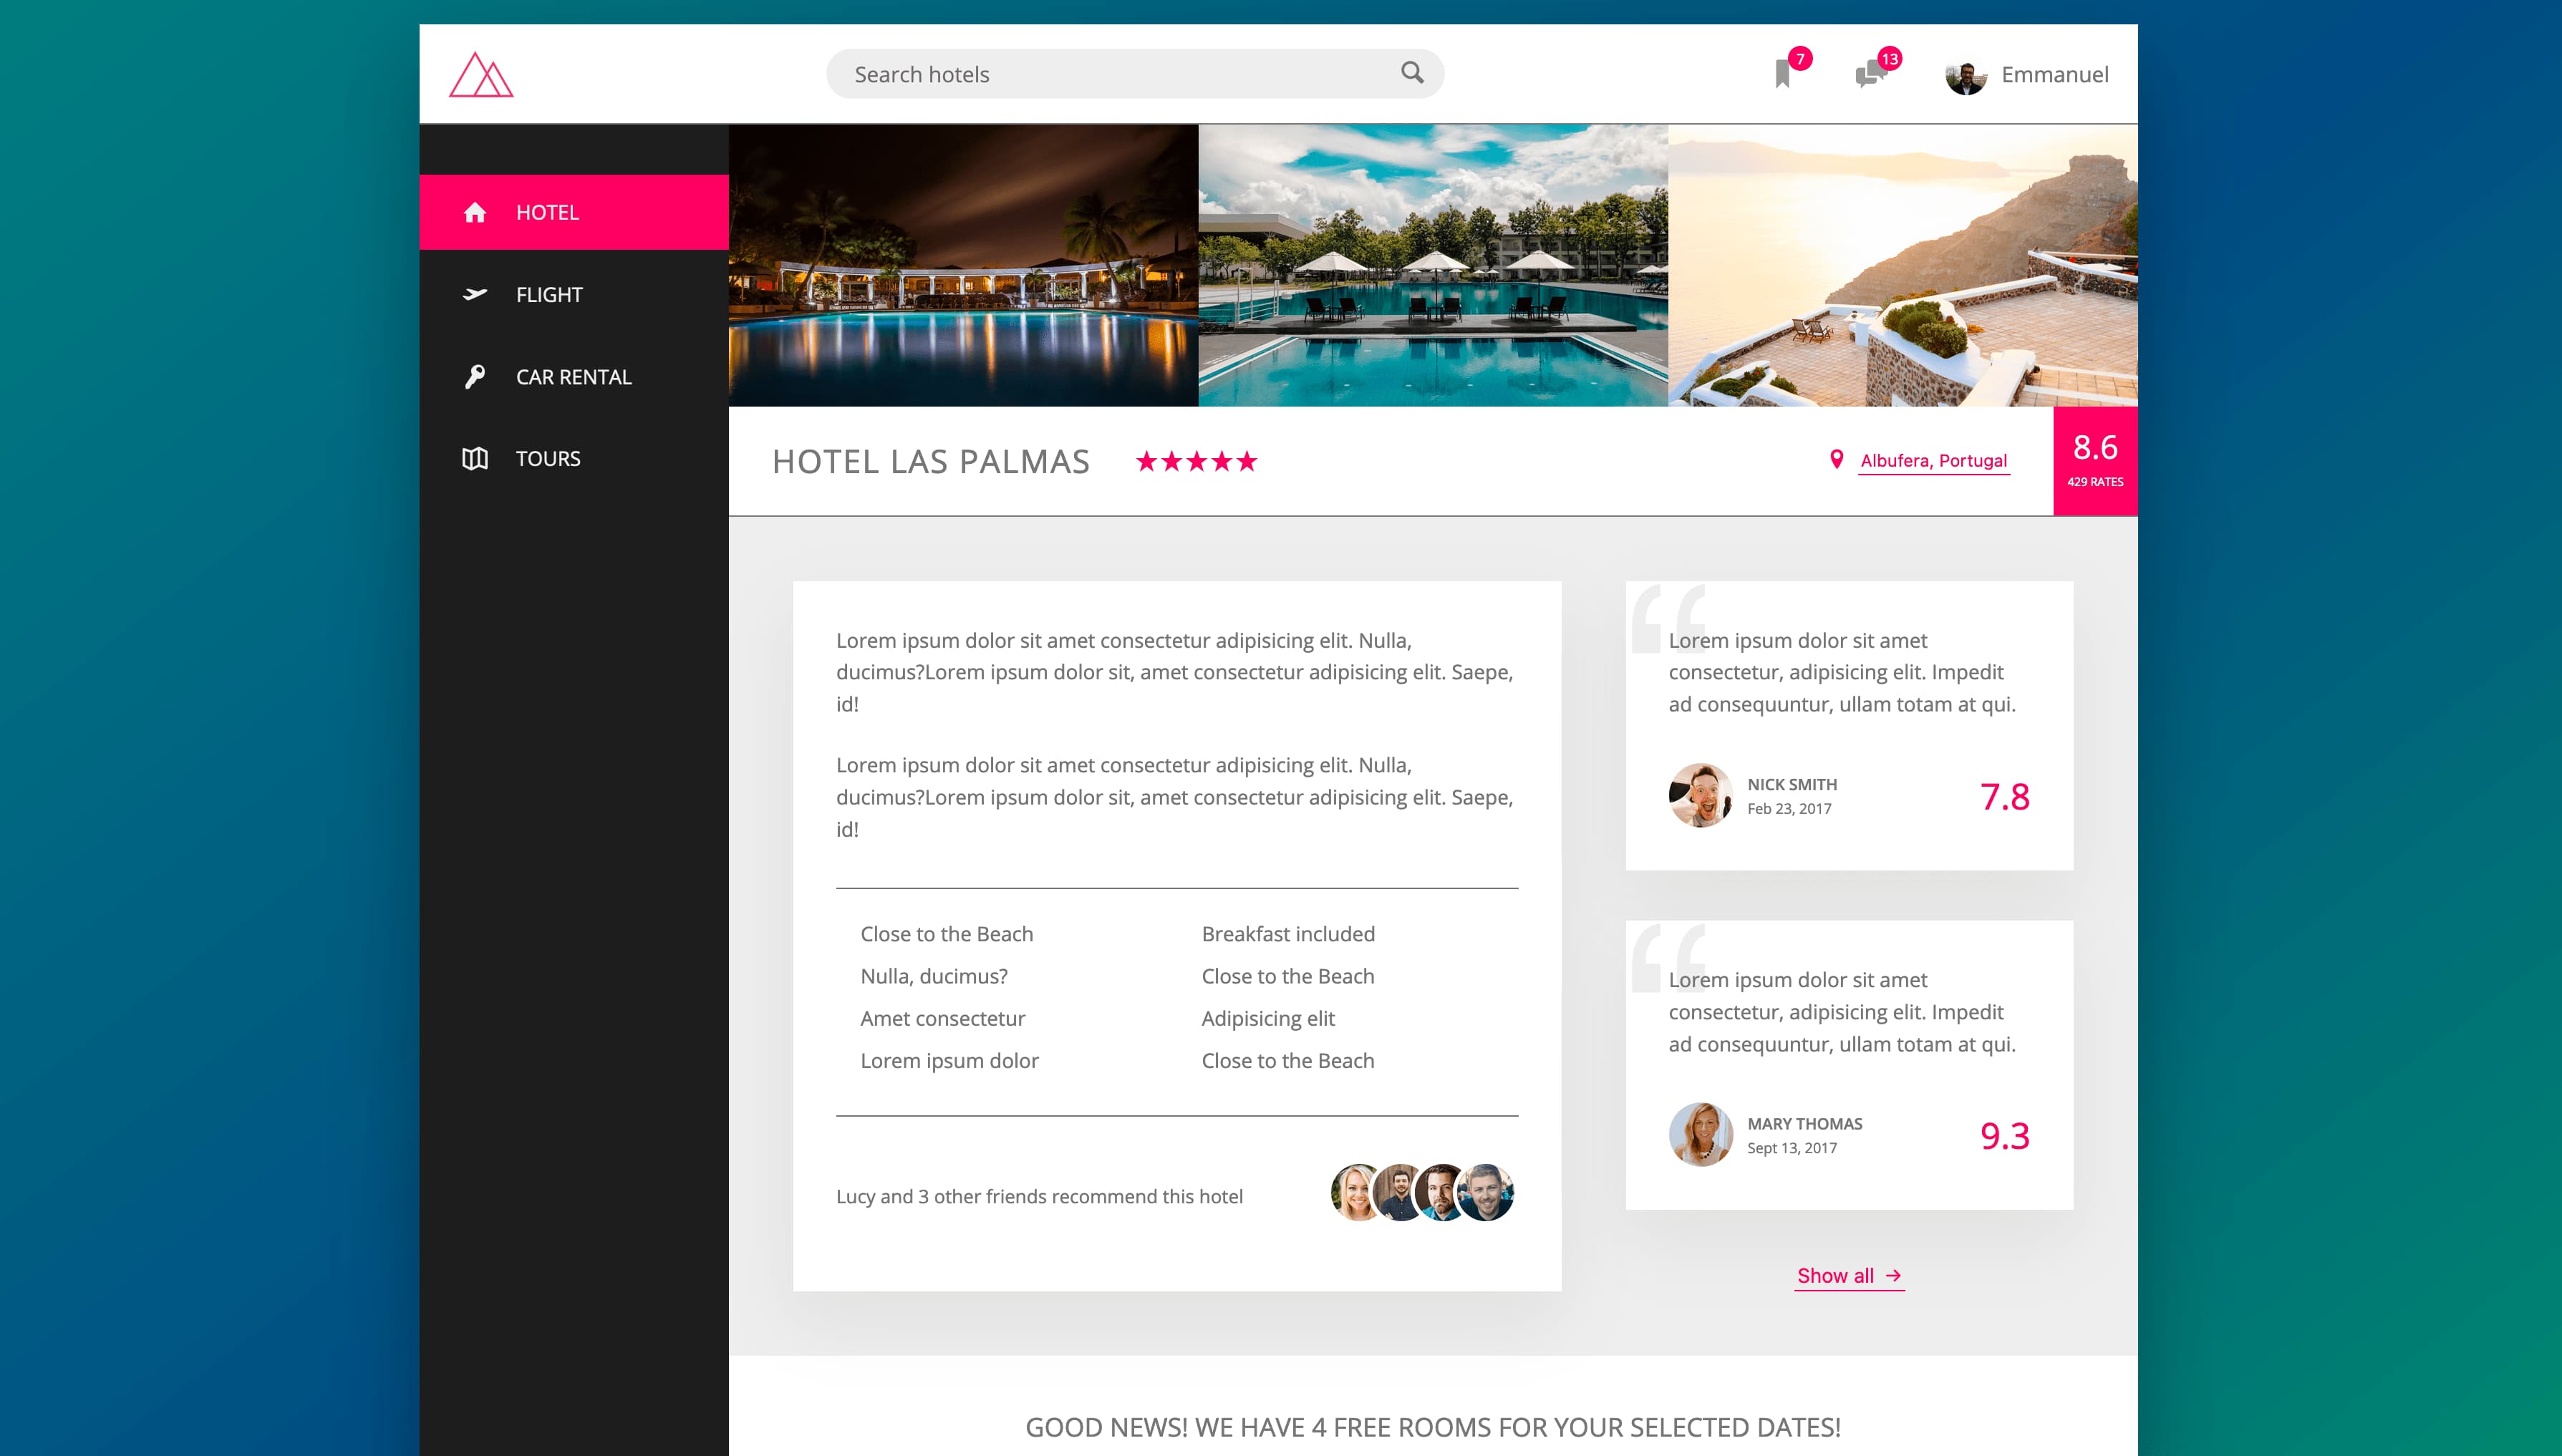 Search hotels
7
13
Emmanuel
HOTEL
FLIGHT
CAR RENTAL
TOURS
HOTEL LAS PALMAS
Albufera, Portugal
8.6
429 RATES
Lorem ipsum dolor sit amet consectetur adipisicing elit. Nulla,
ducimus?Lorem ipsum dolor sit, amet consectetur adipisicing elit. Saepe,
id!
Lorem ipsum dolor sit amet consectetur adipisicing elit. Nulla,
ducimus?Lorem ipsum dolor sit, amet consectetur adipisicing elit. Saepe,
id!
Close to the Beach
Breakfast included
Nulla, ducimus?
Close to the Beach
Amet consectetur
Adipisicing elit
Lorem ipsum dolor
Close to the Beach
Lucy and 3 other friends recommend this hotel
“
Lorem ipsum dolor sit amet
consectetur, adipisicing elit. Impedit
ad consequuntur, ullam totam at qui.
NICK SMITH
Feb 23, 2017
7.8
“
Lorem ipsum dolor sit amet
consectetur, adipisicing elit. Impedit
ad consequuntur, ullam totam at qui.
MARY THOMAS
Sept 13, 2017
9.3
Show all →
GOOD NEWS! WE HAVE 4 FREE ROOMS FOR YOUR SELECTED DATES!